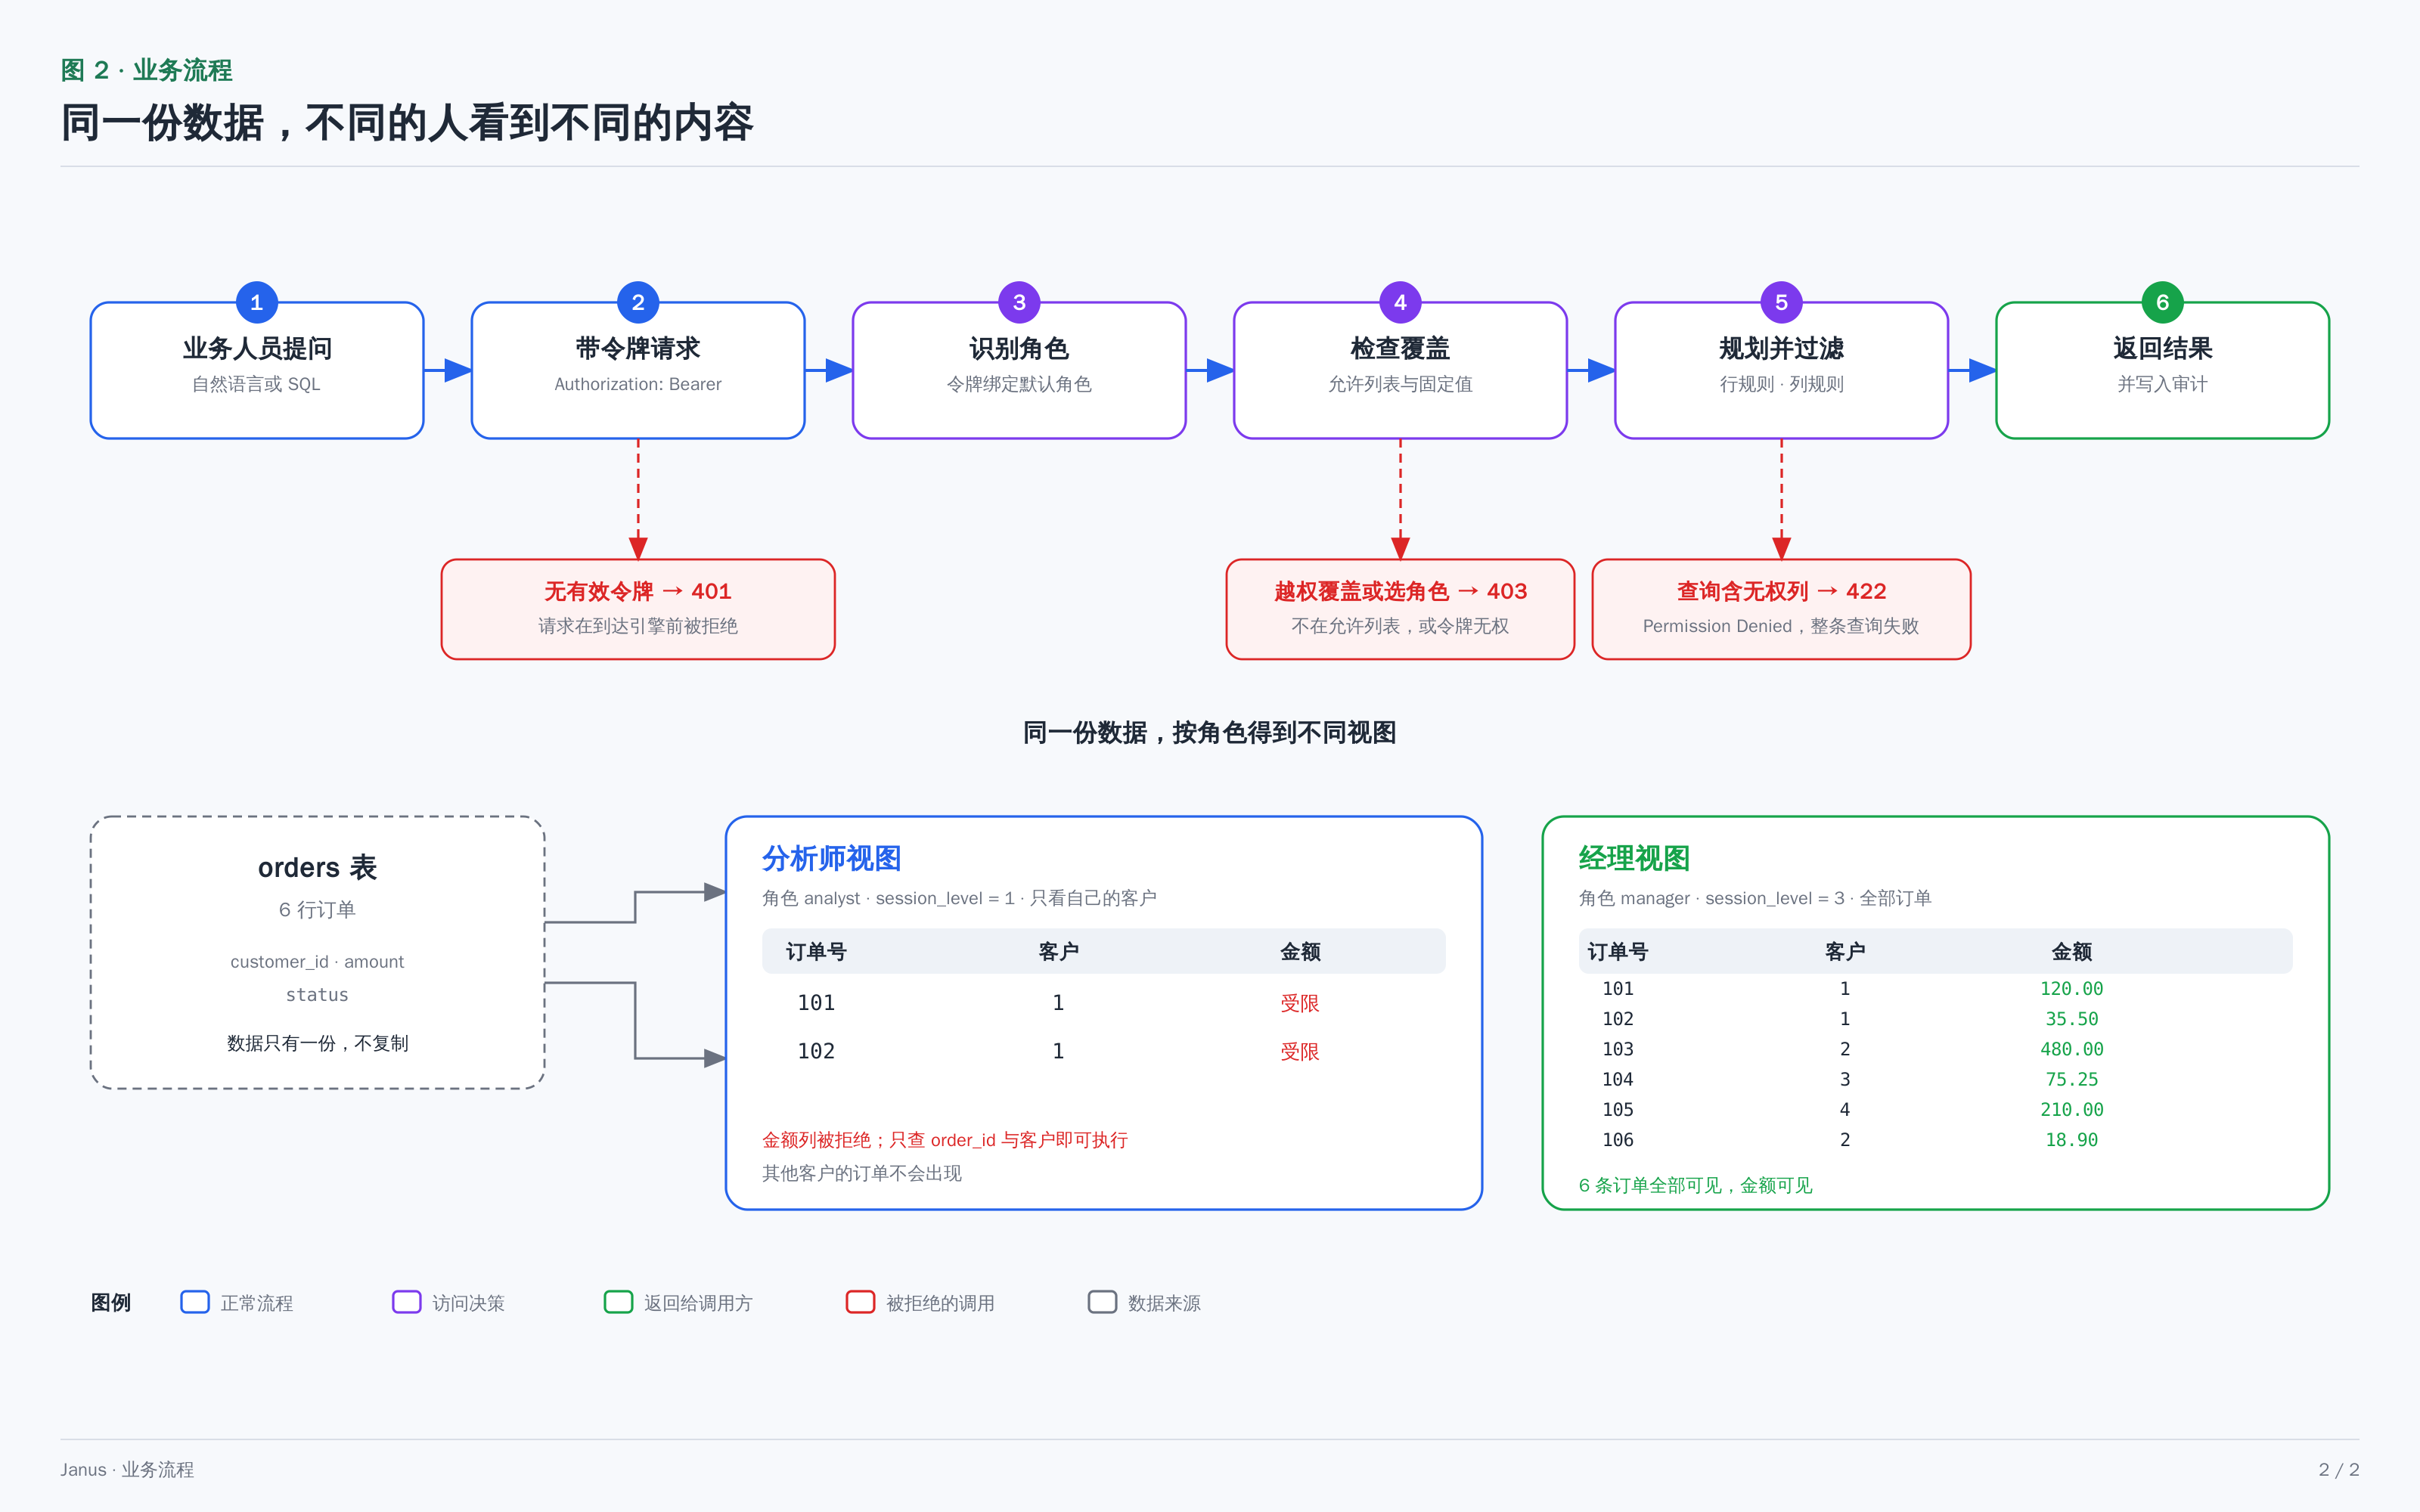 图 2 · 业务流程
同一份数据，不同的人看到不同的内容
1
业务人员提问
自然语言或 SQL
2
带令牌请求
Authorization: Bearer
3
识别角色
令牌绑定默认角色
4
检查覆盖
允许列表与固定值
5
规划并过滤
行规则 · 列规则
6
返回结果
并写入审计
无有效令牌 → 401
请求在到达引擎前被拒绝
越权覆盖或选角色 → 403
不在允许列表，或令牌无权
查询含无权列 → 422
Permission Denied，整条查询失败
同一份数据，按角色得到不同视图
orders 表
6 行订单
customer_id · amount
status
数据只有一份，不复制
分析师视图
角色 analyst · session_level = 1 · 只看自己的客户
订单号 客户 金额
101 1 受限
102 1 受限
金额列被拒绝；只查 order_id 与客户即可执行
其他客户的订单不会出现
经理视图
角色 manager · session_level = 3 · 全部订单
订单号 客户 金额
101 1 120.00
102 1 35.50
103 2 480.00
104 3 75.25
105 4 210.00
106 2 18.90
6 条订单全部可见，金额可见
图例 正常流程 访问决策 返回给调用方 被拒绝的调用 数据来源
Janus · 业务流程
2 / 2